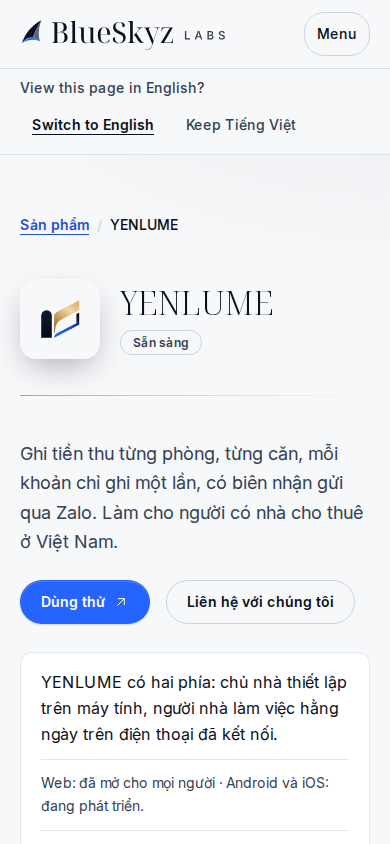 BlueSkyz LABS
Menu
View this page in English?
Switch to English
Keep Tiếng Việt
Sản phẩm / YENLUME
YENLUME
Sẵn sàng
Ghi tiền thu từng phòng, từng căn, mỗi
khoản chỉ ghi một lần, có biên nhận gửi
qua Zalo. Làm cho người có nhà cho thuê
ở Việt Nam.
Dùng thử
Liên hệ với chúng tôi
YENLUME có hai phía: chủ nhà thiết lập
trên máy tính, người nhà làm việc hằng
ngày trên điện thoại đã kết nối.
Web: đã mở cho mọi người · Android và iOS:
đang phát triển.